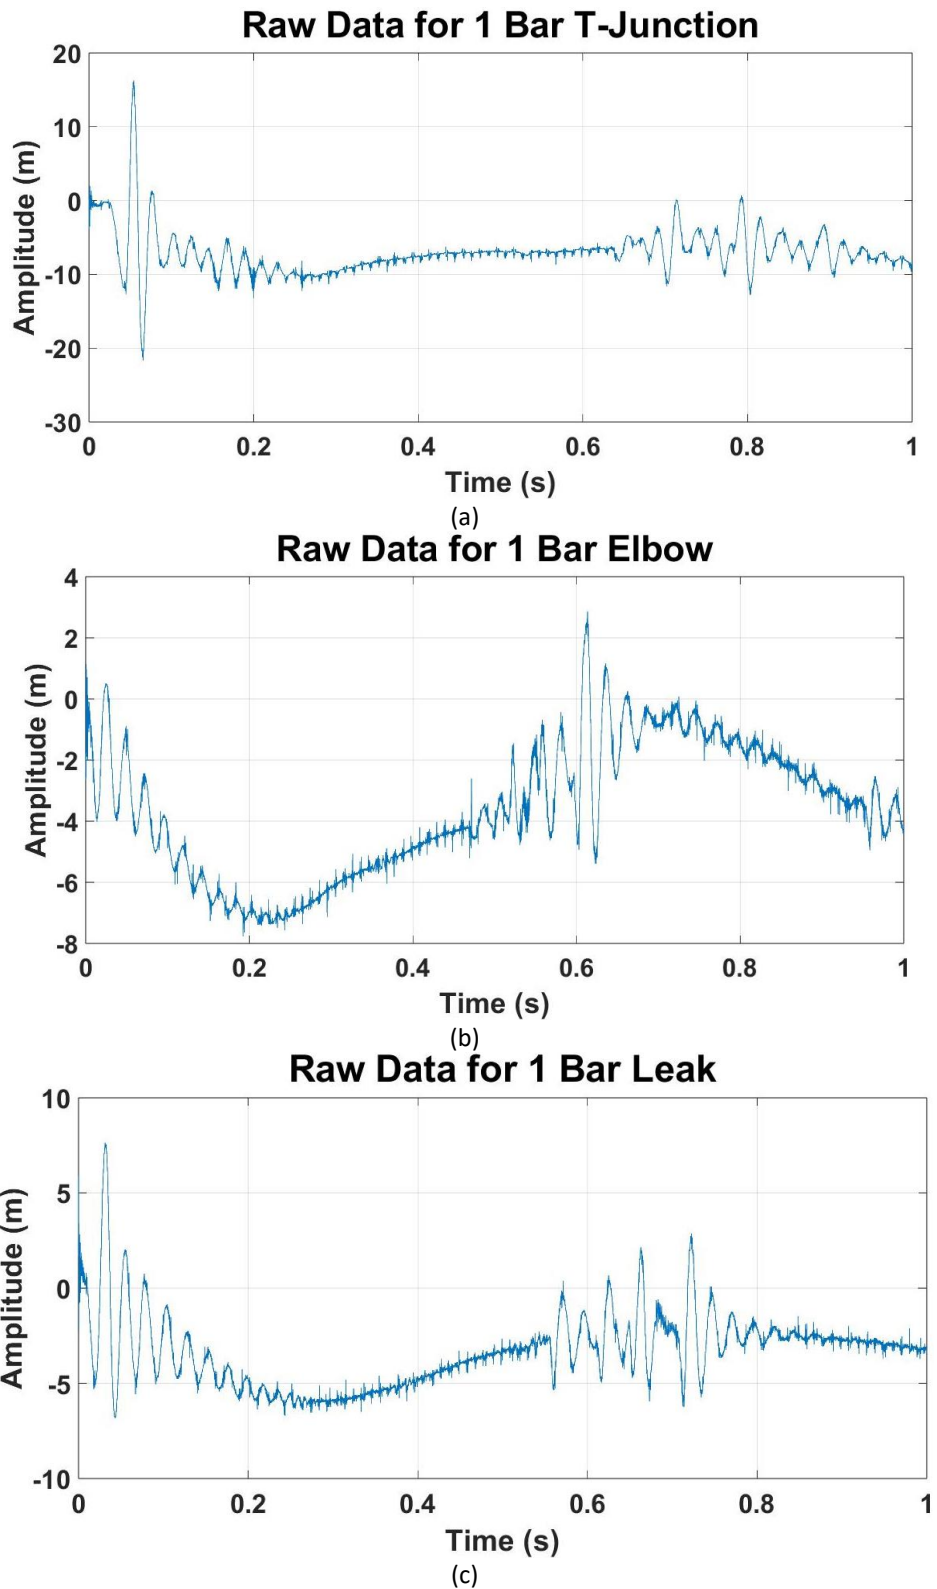 Raw Data for 1 Bar T-Junction
20
10
0
-10
-20
-30
Amplitude (m)
0 0.2 0.4 0.6 0.8 1
Time (s)
(a)
Raw Data for 1 Bar Elbow
4
2
0
-2
-4
-6
-8
Amplitude (m)
0 0.2 0.4 0.6 0.8 1
Time (s)
(b)
Raw Data for 1 Bar Leak
10
5
0
-5
-10
Amplitude (m)
0 0.2 0.4 0.6 0.8 1
Time (s)
(c)